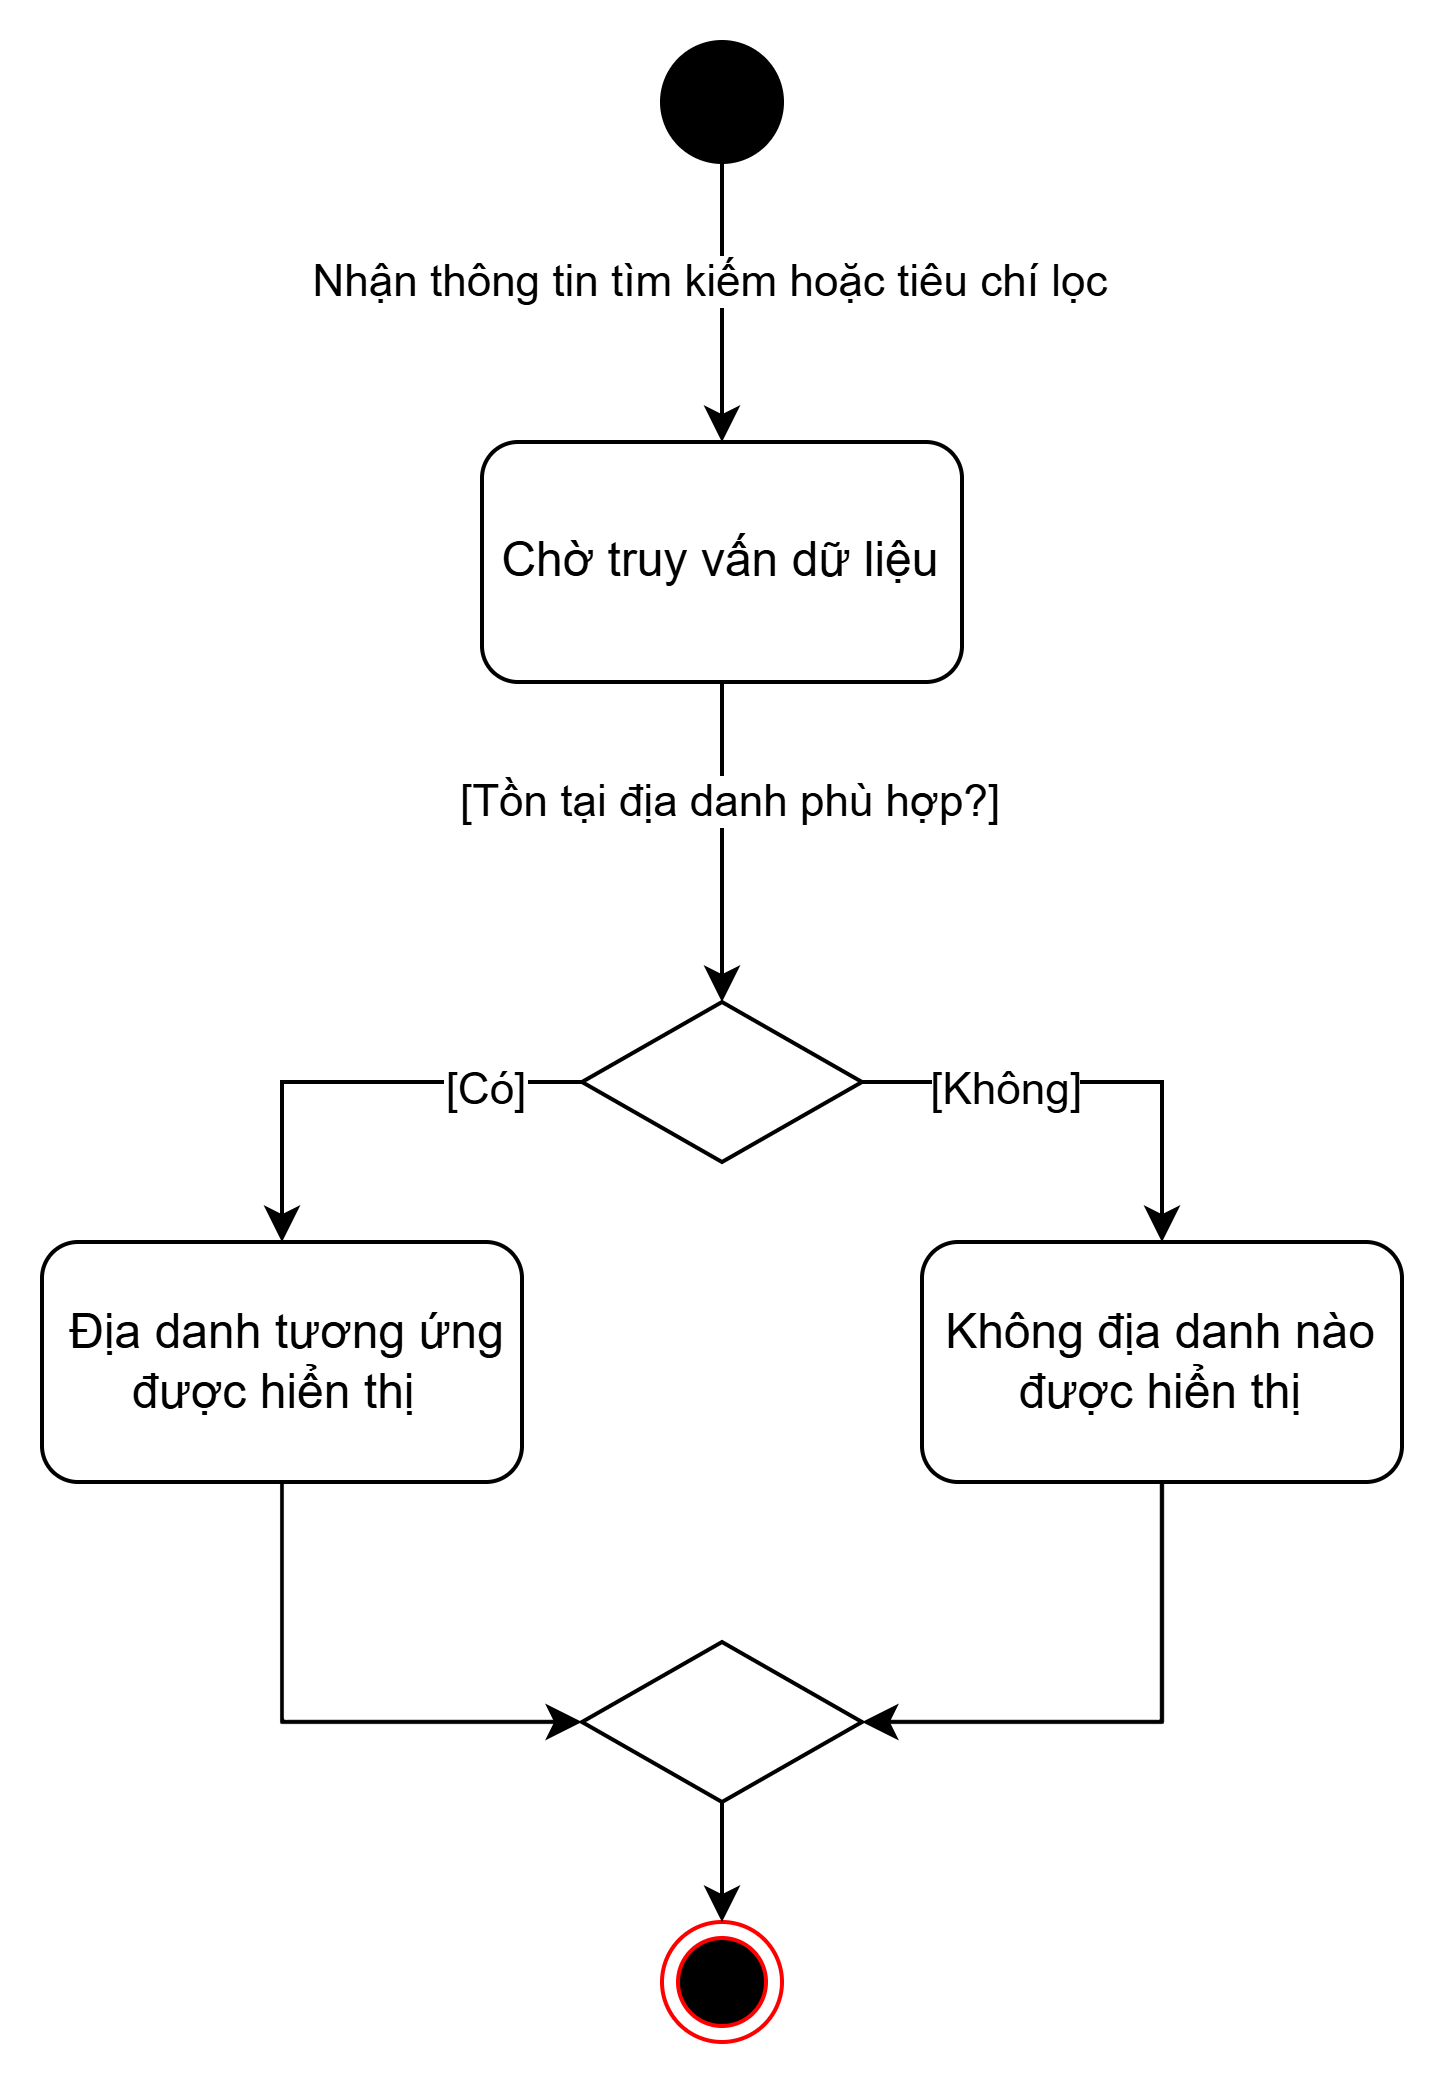 Nhận thông tin tìm kiếm hoặc tiêu chí lọc
Chờ truy vấn dữ liệu
[Tồn tại địa danh phù hợp?]
[Có]
[Không]
Địa danh tương ứng
được hiển thị
Không địa danh nào
được hiển thị